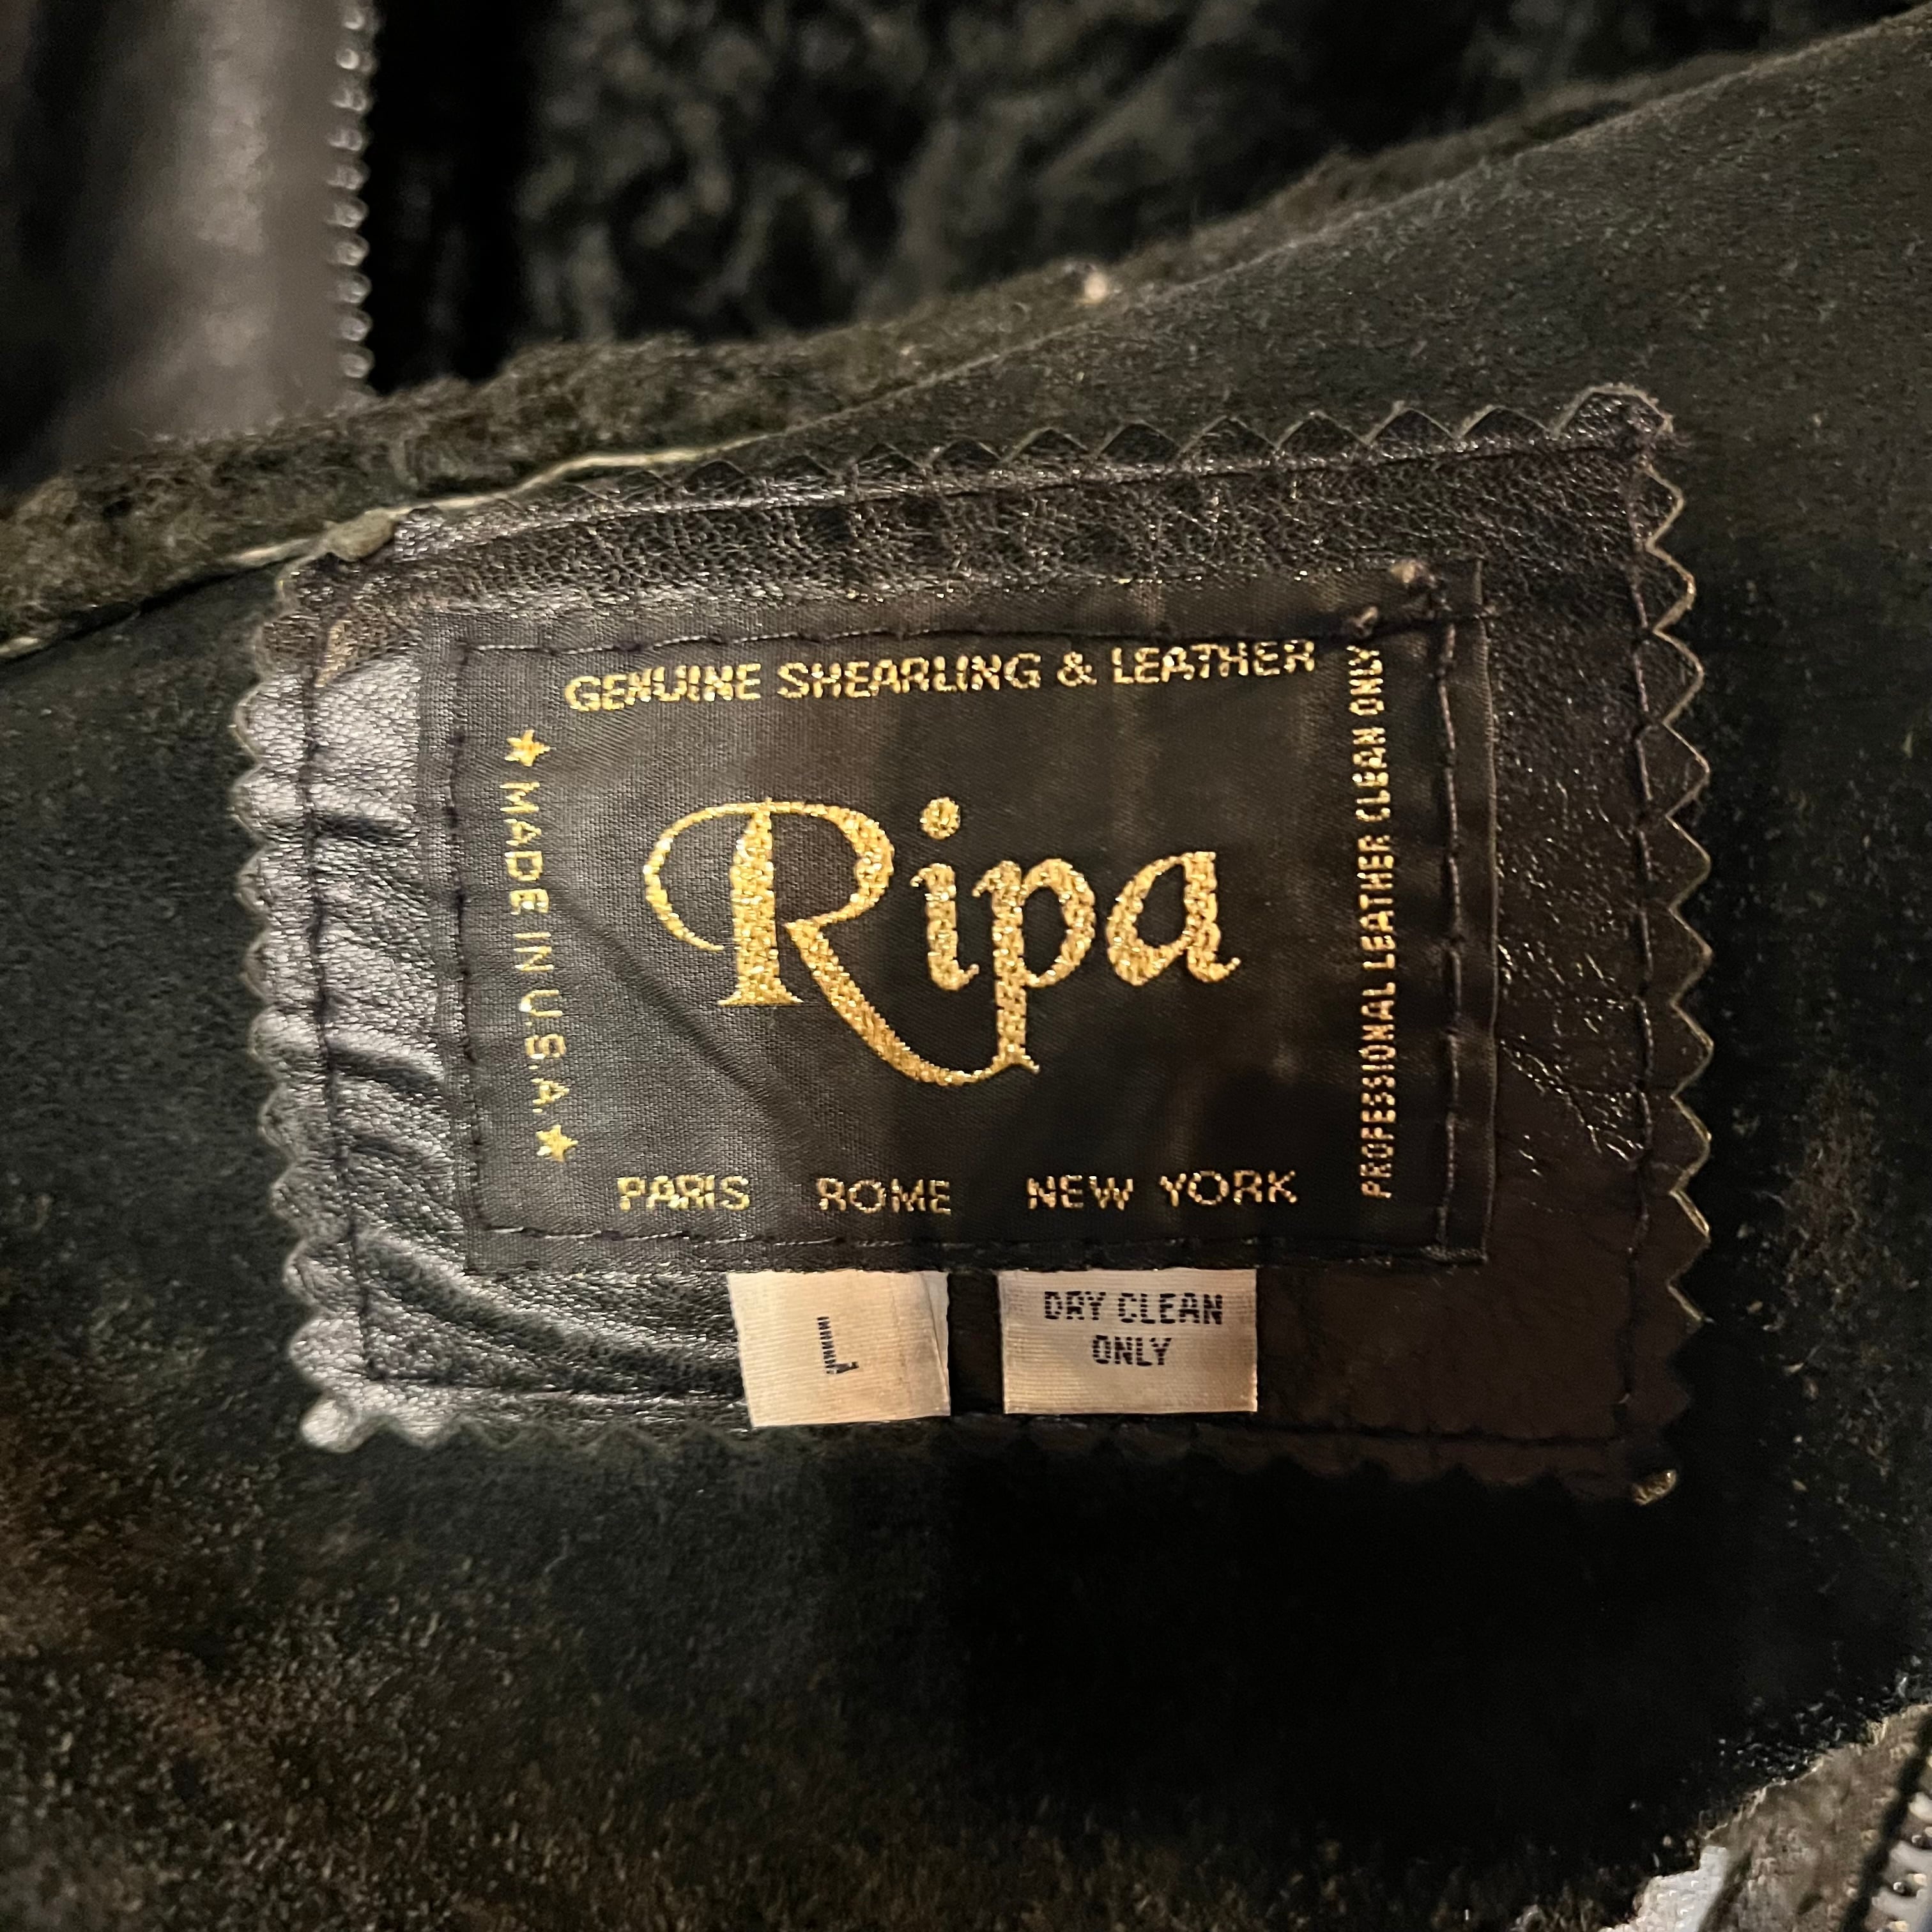 GENUINE SHEARLING & LEATHER
★ MADE IN U.S.A. ★
Ripa
PROFESSIONAL LEATHER CLEAN ONLY
PARIS ROME NEW YORK
L
DRY CLEAN
ONLY